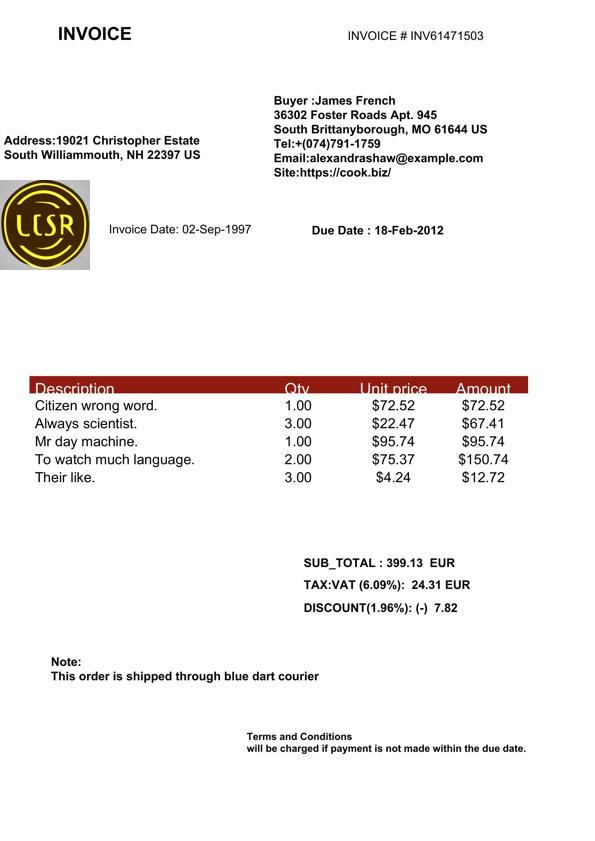 INVOICE
INVOICE # INV61471503
Buyer :James French
36302 Foster Roads Apt. 945
South Brittanyborough, MO 61644 US
Tel:+(074)791-1759
Email:alexandrashaw@example.com
Site:https://cook.biz/
Address:19021 Christopher Estate
South Williammouth, NH 22397 US
LCSR
Invoice Date: 02-Sep-1997
Due Date : 18-Feb-2012
Description Qty Unit price Amount
Citizen wrong word. 1.00 $72.52 $72.52
Always scientist. 3.00 $22.47 $67.41
Mr day machine. 1.00 $95.74 $95.74
To watch much language. 2.00 $75.37 $150.74
Their like. 3.00 $4.24 $12.72
SUB_TOTAL : 399.13 EUR
TAX:VAT (6.09%): 24.31 EUR
DISCOUNT(1.96%): (-) 7.82
Note:
This order is shipped through blue dart courier
Terms and Conditions
will be charged if payment is not made within the due date.